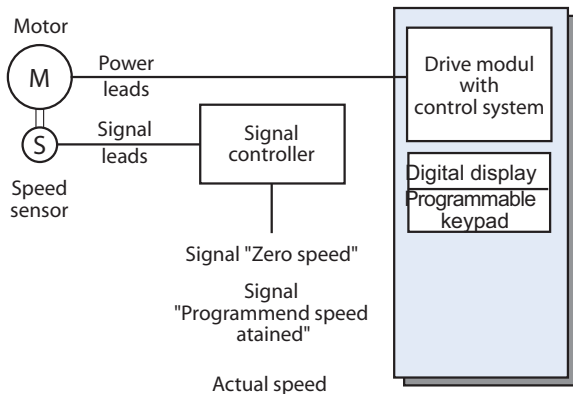 Motor
M
Power
leads
S
Signal
leads
Speed
sensor
Signal
controller
Signal "Zero speed"
Signal
"Programmend speed
atained"
Actual speed
Drive modul
with
control system
Digital display
Programmable
keypad